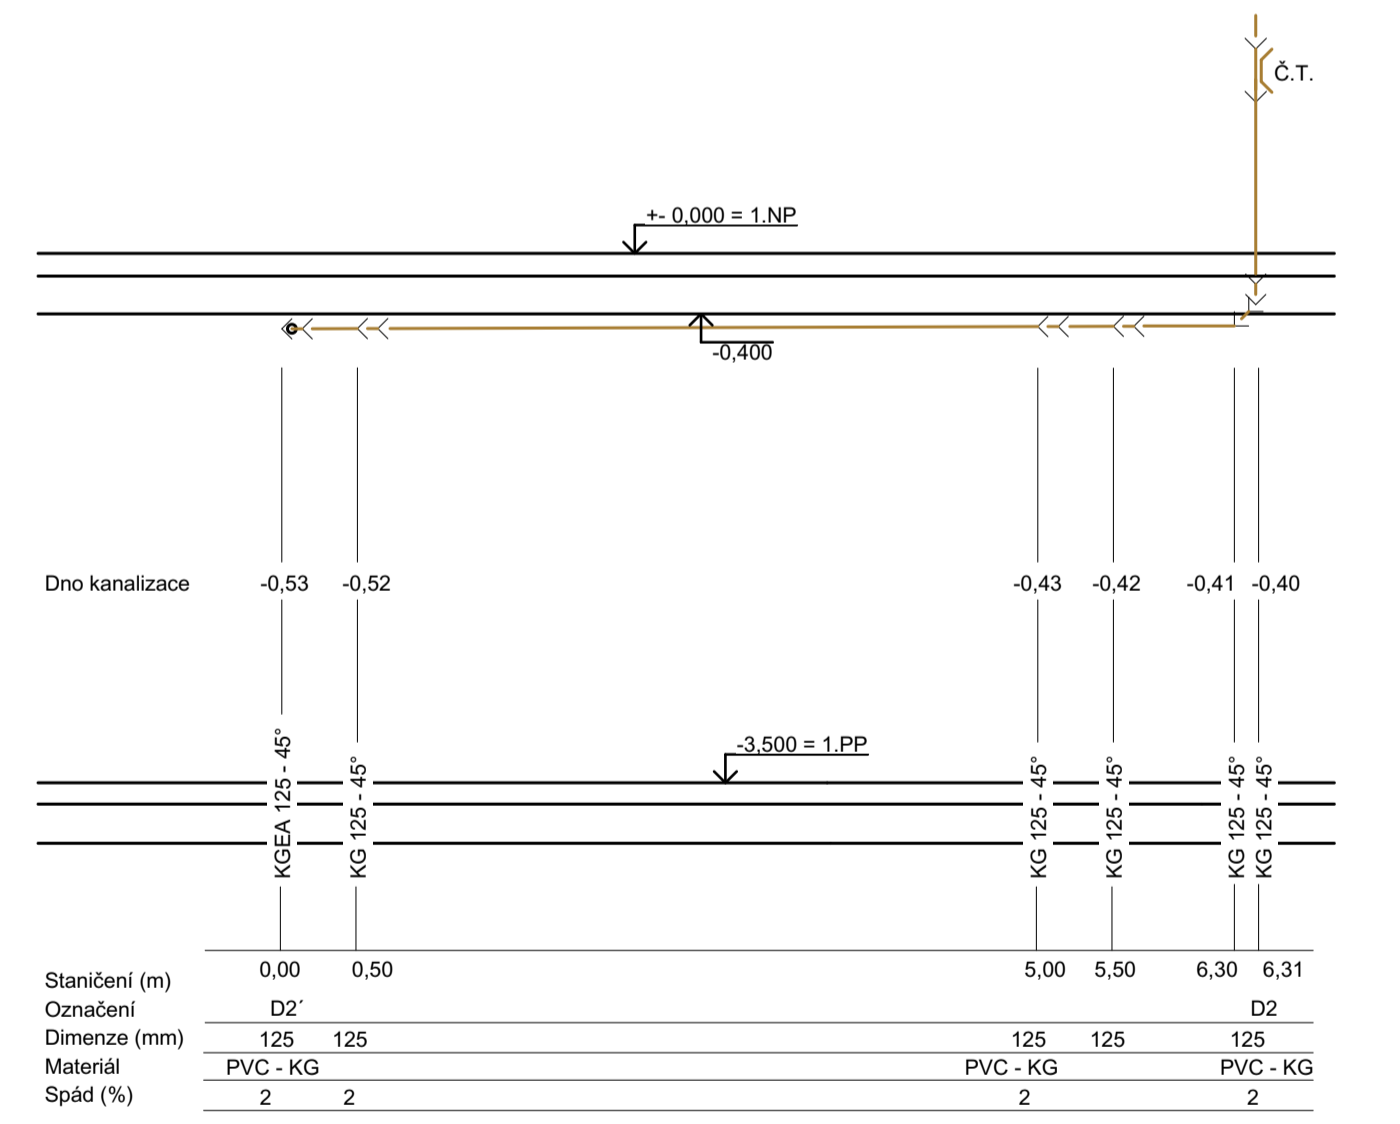 Č.T.
+- 0,000 = 1.NP
-0,400
Dno kanalizace -0,53 -0,52 -0,43 -0,42 -0,41 -0,40
-3,500 = 1.PP
KGEA 125 - 45°
KG 125 - 45°
KG 125 - 45°
KG 125 - 45°
KG 125 - 45°
KG 125 - 45°
Staničení (m) 0,00 0,50 5,00 5,50 6,30 6,31
Označení D2´ D2
Dimenze (mm) 125 125 125 125 125
Materiál PVC - KG PVC - KG PVC - KG
Spád (%) 2 2 2 2